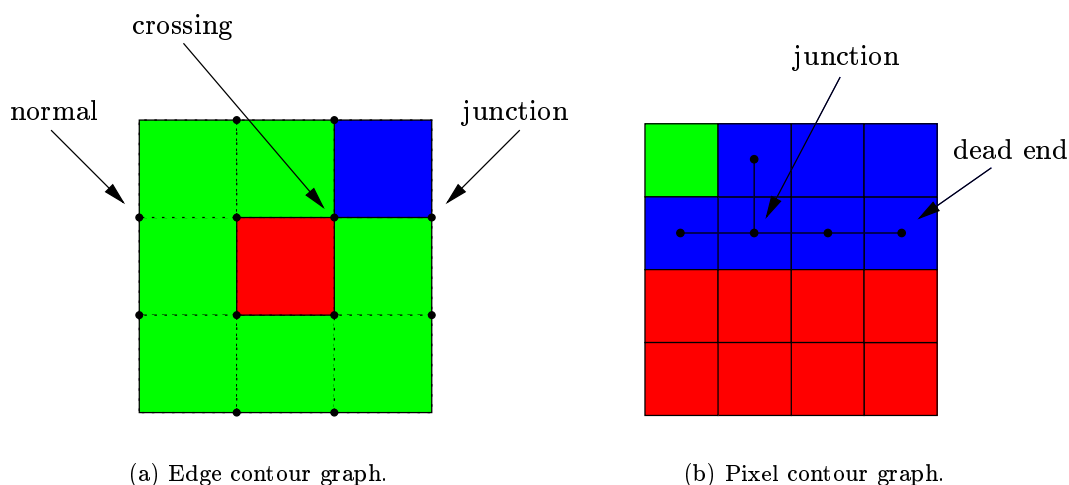 crossing
normal
junction
junction
dead end
(a) Edge contour graph.
(b) Pixel contour graph.